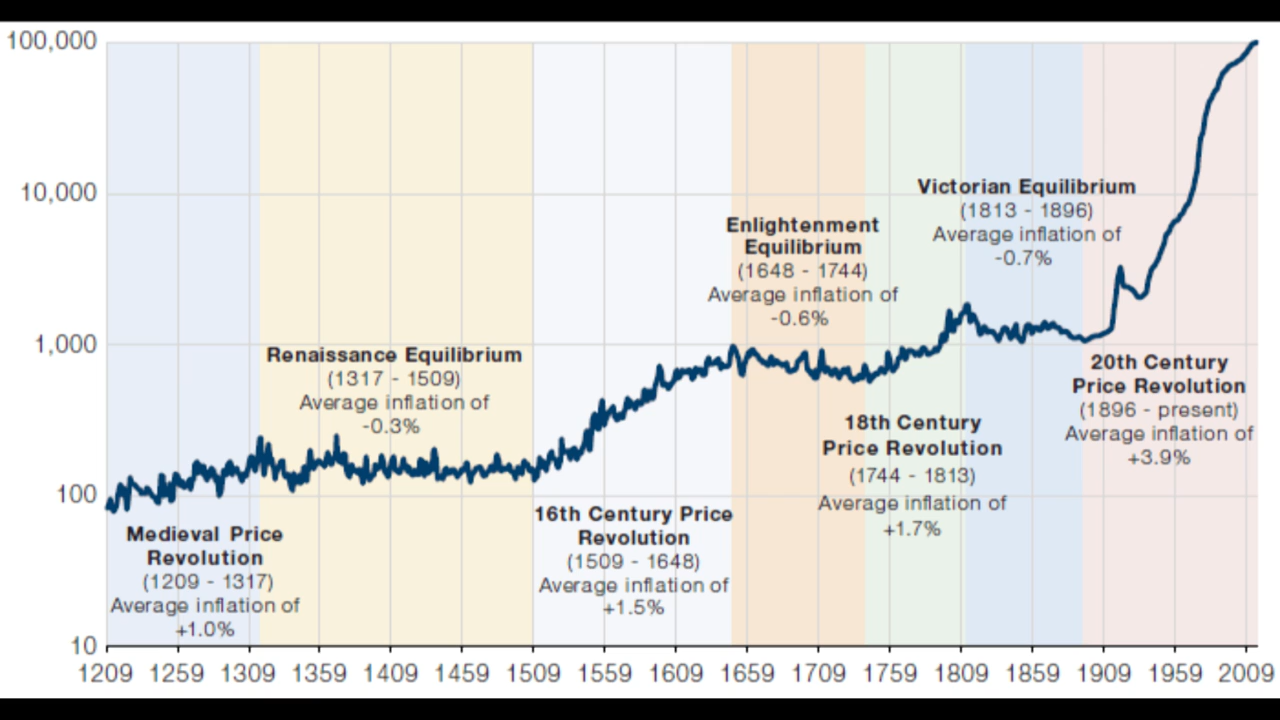 100,000
10,000
1,000
100
10
Medieval Price
Revolution
(1209 - 1317)
Average inflation of
+1.0%
Renaissance Equilibrium
(1317 - 1509)
Average inflation of
-0.3%
16th Century Price
Revolution
(1509 - 1648)
Average inflation of
+1.5%
Enlightenment
Equilibrium
(1648 - 1744)
Average inflation of
-0.6%
18th Century
Price Revolution
(1744 - 1813)
Average inflation of
+1.7%
Victorian Equilibrium
(1813 - 1896)
Average inflation of
-0.7%
20th Century
Price Revolution
(1896 - present)
Average inflation of
+3.9%
1209 1259 1309 1359 1409 1459 1509 1559 1609 1659 1709 1759 1809 1859 1909 1959 2009